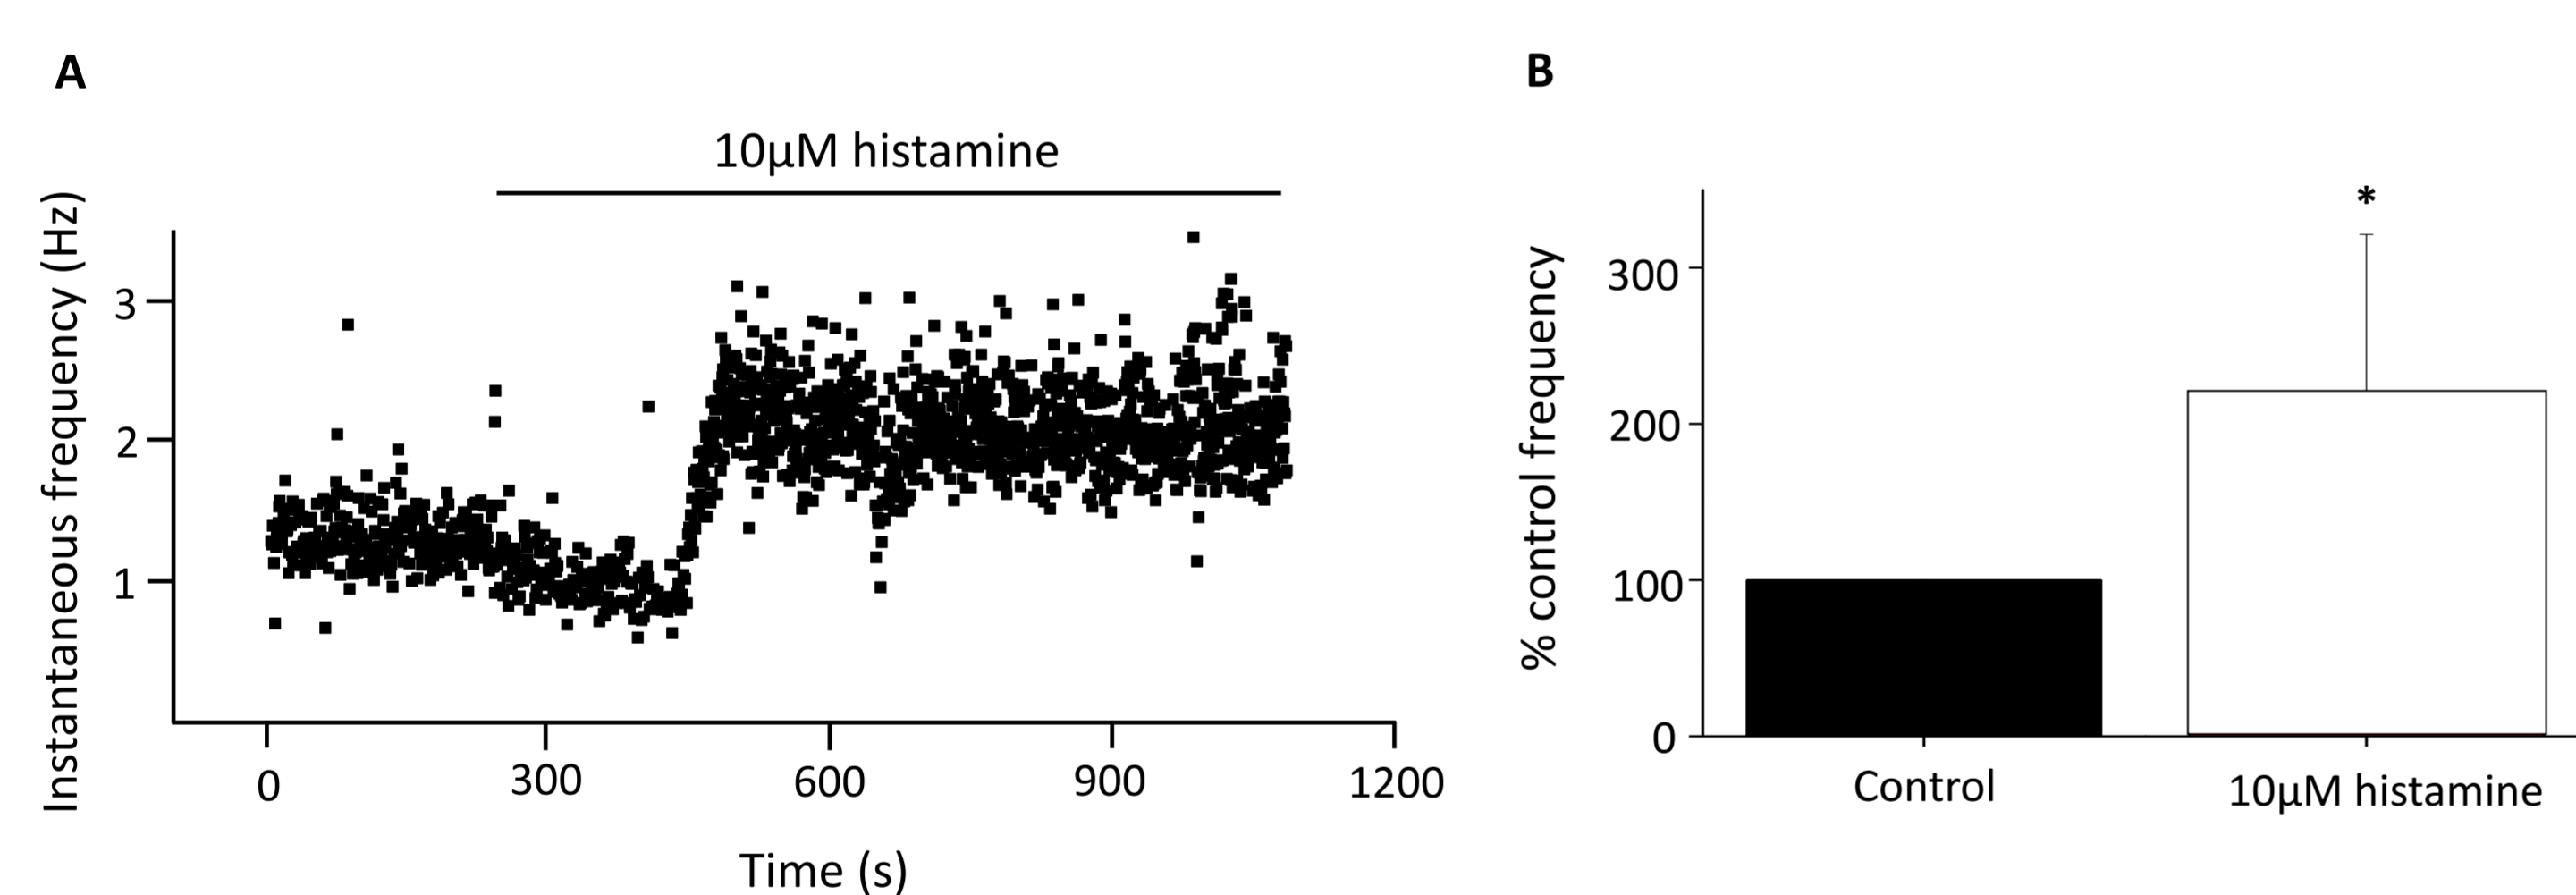 A
10μM histamine
Instantaneous frequency (Hz)
3
2
1
0
300
600
900
1200
Time (s)
B
*
% control frequency
300
200
100
0
Control
10μM histamine